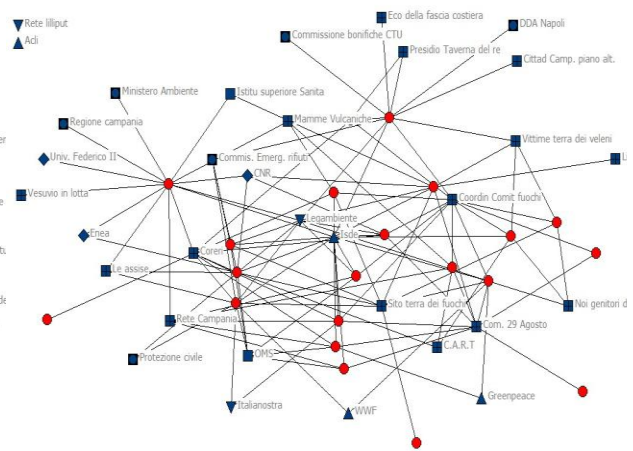 Rete lilliput
Acli
Eco della fascia costiera
DDA Napoli
Commissione bonifiche CTU
Presidio Taverna del re
Cittad Camp. piano alt.
Ministero Ambiente
Istitu superiore Sanita
Regione campania
Mamme Vulcaniche
Vittime terra dei veleni
Univ. Federico II
Commis. Emerg. rifiuti
CNR
Vesuvio in lotta
Coordin Comit fuochi
Legambiente
Enea
Isde
Coren
Le assise
Sito terra dei fuochi
Noi genitori d
Rete Campania
Com. 29 Agosto
Protezione civile
OMS
C.A.R.T
Italianostra
WWF
Greenpeace